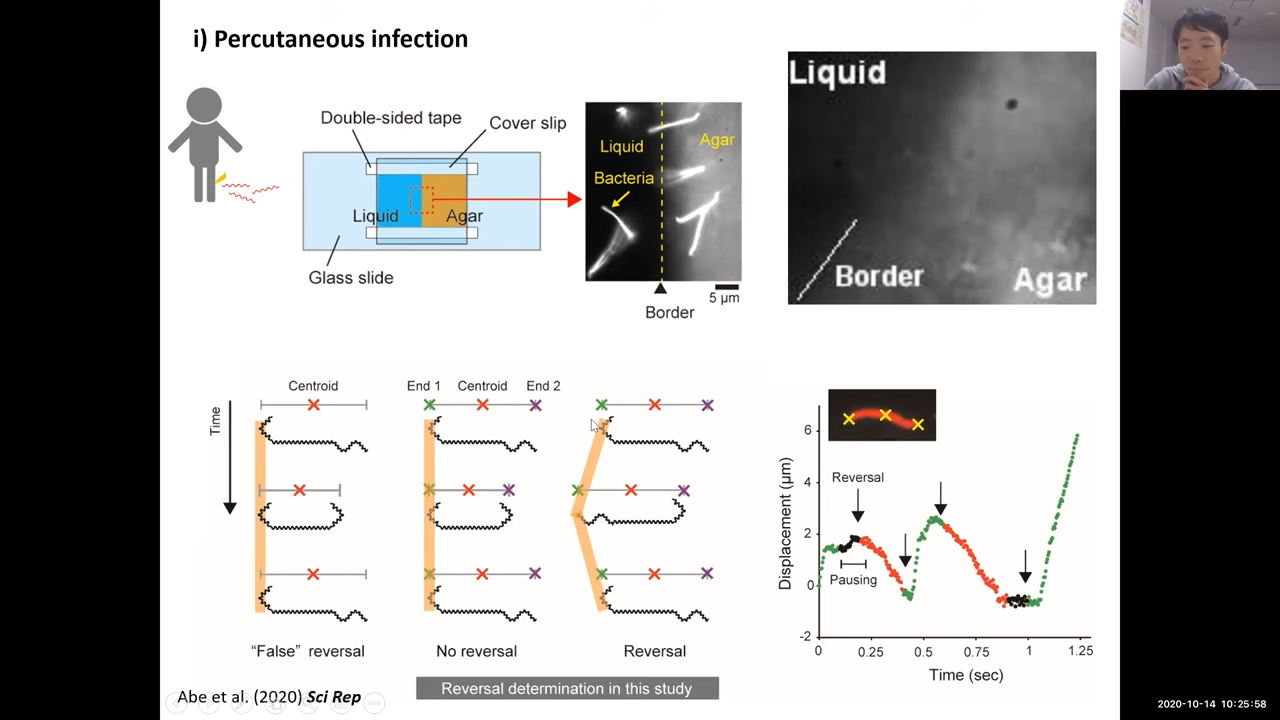 i) Percutaneous infection
Double-sided tape
Cover slip
Liquid
Agar
Glass slide
Liquid
Agar
Bacteria
5 µm
Border
Liquid
Border
Agar
Time
Centroid
End 1
Centroid
End 2
"False" reversal
No reversal
Reversal
Reversal determination in this study
Displacement (µm)
6
4
2
0
-2
Reversal
Pausing
0
0.25
0.5
0.75
1
1.25
Time (sec)
Abe et al. (2020) Sci Rep
2020-10-14 10:25:58